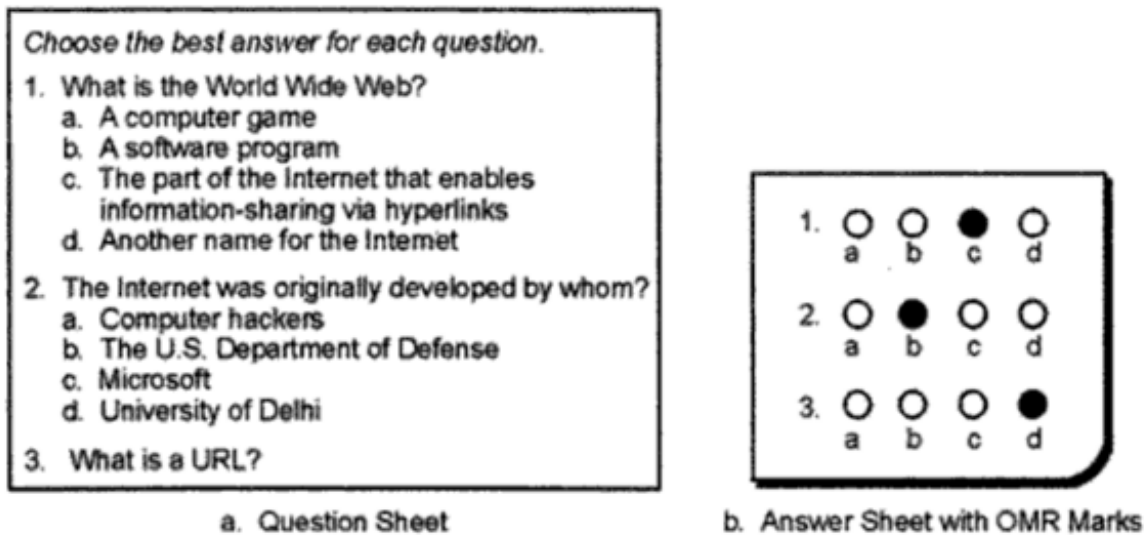 Choose the best answer for each question.
1. What is the World Wide Web?
a. A computer game
b. A software program
c. The part of the Internet that enables
information-sharing via hyperlinks
d. Another name for the Internet
2. The Internet was originally developed by whom?
a. Computer hackers
b. The U.S. Department of Defense
c. Microsoft
d. University of Delhi
3. What is a URL?
a. Question Sheet
1.
a b c d
2.
a b c d
3.
a b c d
b. Answer Sheet with OMR Marks